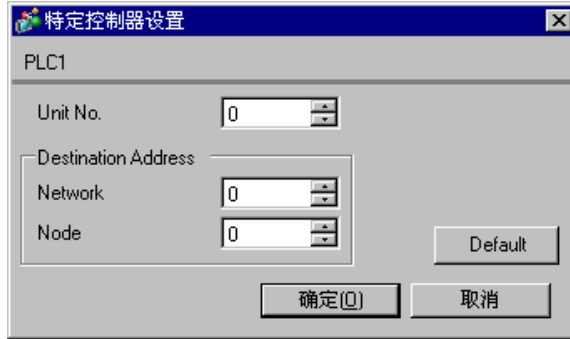 特定控制器设置
PLC1
Unit No. 0
Destination Address
Network 0
Node 0
Default
确定(O) 取消